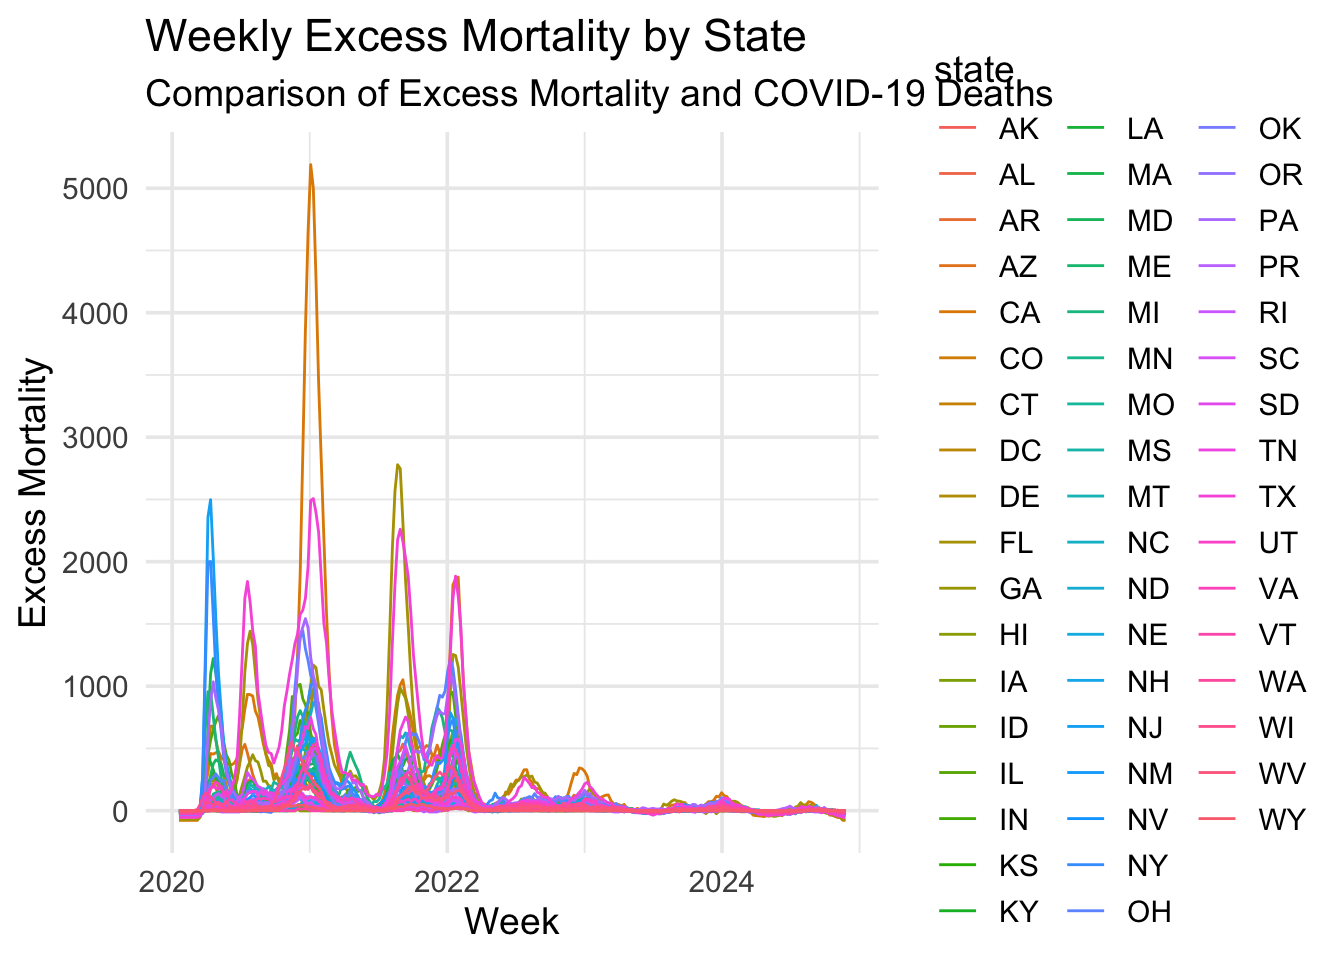 Weekly Excess Mortality by State
Comparison of Excess Mortality and COVID-19 Deaths
Excess Mortality
5000
4000
3000
2000
1000
0
2020
2022
2024
Week
state
AK
AL
AR
AZ
CA
CO
CT
DC
DE
FL
GA
HI
IA
ID
IL
IN
KS
KY
LA
MA
MD
ME
MI
MN
MO
MS
MT
NC
ND
NE
NH
NJ
NM
NV
NY
OH
OK
OR
PA
PR
RI
SC
SD
TN
TX
UT
VA
VT
WA
WI
WV
WY